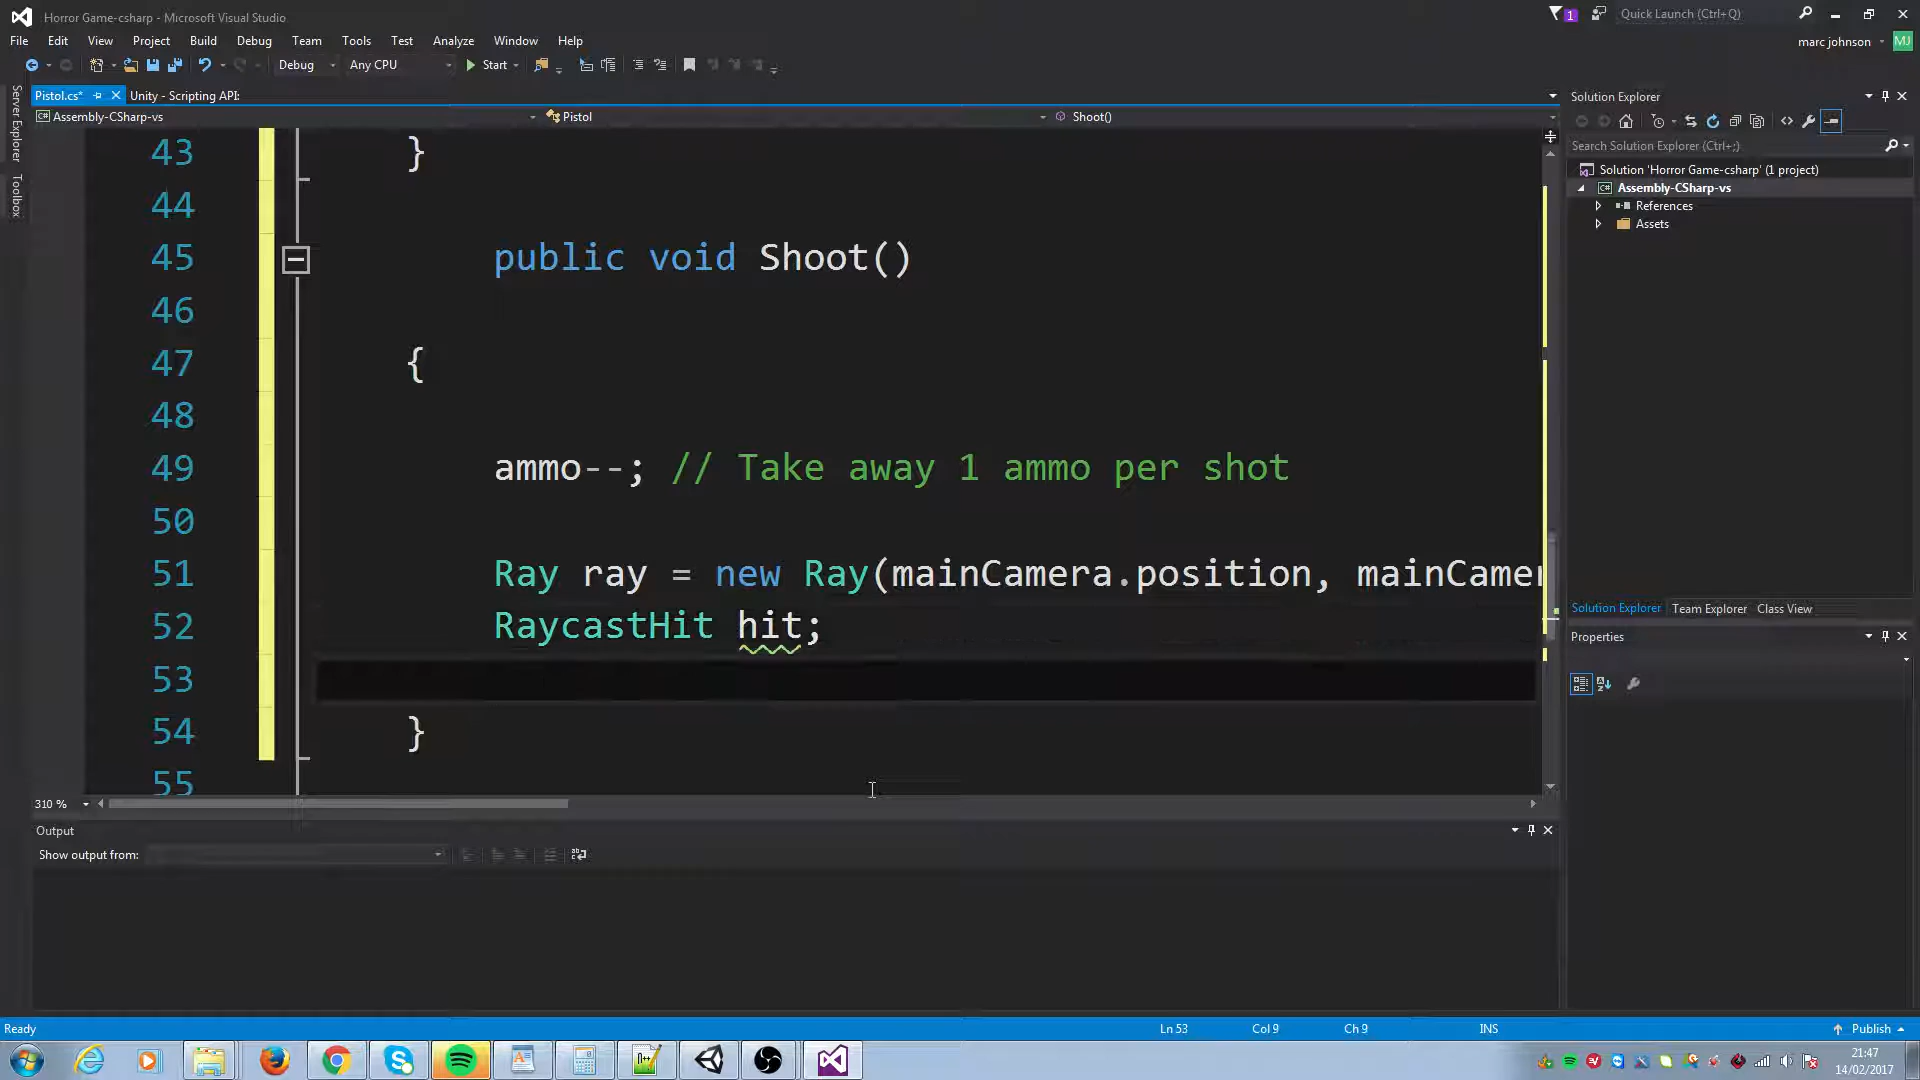 Horror Game-csharp - Microsoft Visual Studio
1
Quick Launch (Ctrl+Q)
File Edit View Project Build Debug Team Tools Test Analyze Window Help
marc johnson MJ
Debug Any CPU Start
Server Explorer
Toolbox
Pistol.cs* Unity - Scripting API:
Assembly-CSharp-vs Pistol Shoot()
43 }
44
45 public void Shoot()
46
47 {
48
49 ammo--; // Take away 1 ammo per shot
50
51 Ray ray = new Ray(mainCamera.position, mainCamer
52 RaycastHit hit;
53
54 }
55
310 %
Output
Show output from:
Solution Explorer
Search Solution Explorer (Ctrl+;)
Solution 'Horror Game-csharp' (1 project)
Assembly-CSharp-vs
References
Assets
Solution Explorer Team Explorer Class View
Properties
Ready Ln 53 Col 9 Ch 9 INS Publish
21:47
14/02/2017